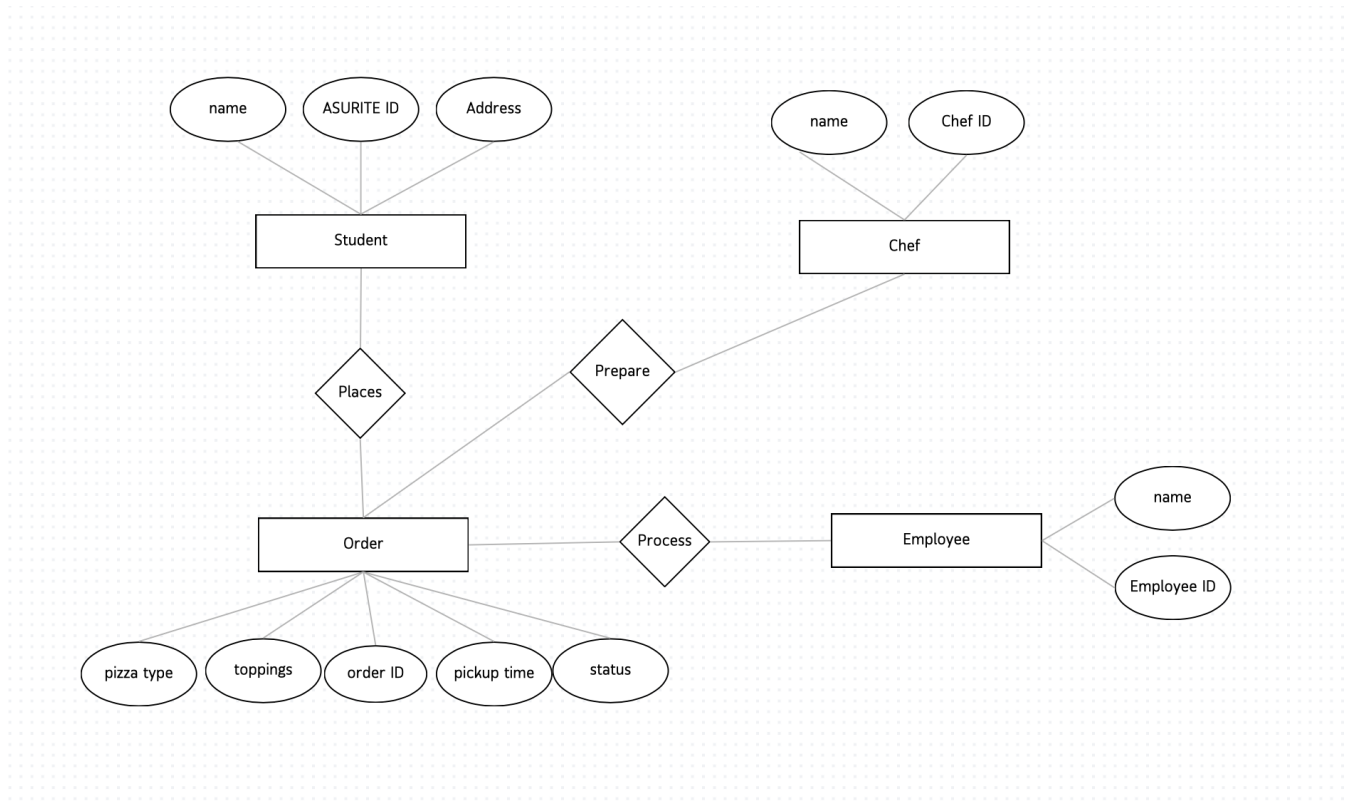 name
ASURITE ID
Address
name
Chef ID
Student
Chef
Places
Prepare
Order
Process
Employee
name
Employee ID
pizza type
toppings
order ID
pickup time
status